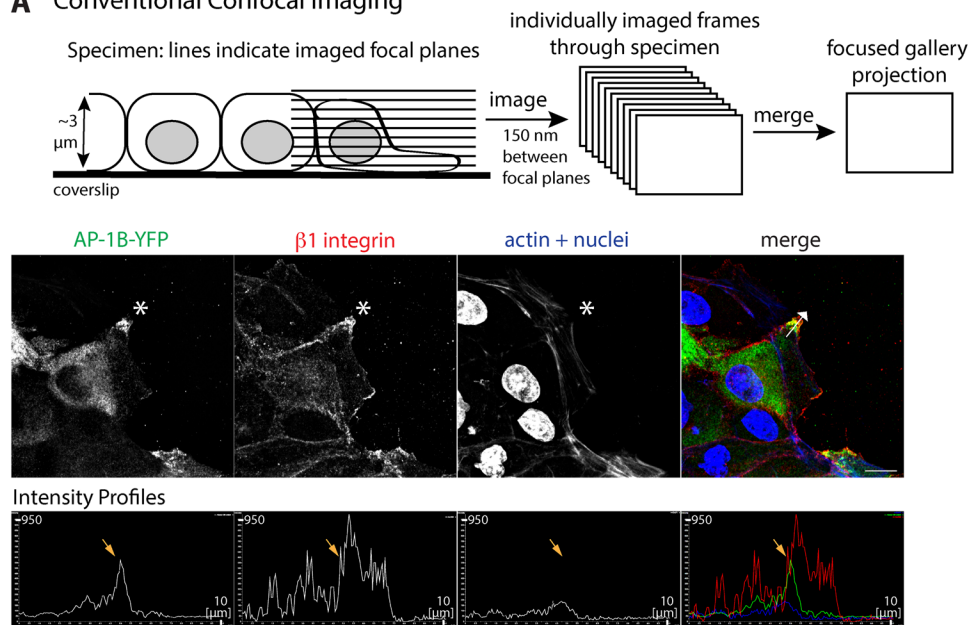 A Conventional Confocal Imaging
Specimen: lines indicate imaged focal planes
individually imaged frames
through specimen
focused gallery
projection
~3
μm
coverslip
image
150 nm
between
focal planes
merge
AP-1B-YFP
β1 integrin
actin + nuclei
merge
*
*
*
Intensity Profiles
950
10
[μm]
950
10
[μm]
950
10
[μm]
950
10
[μm]